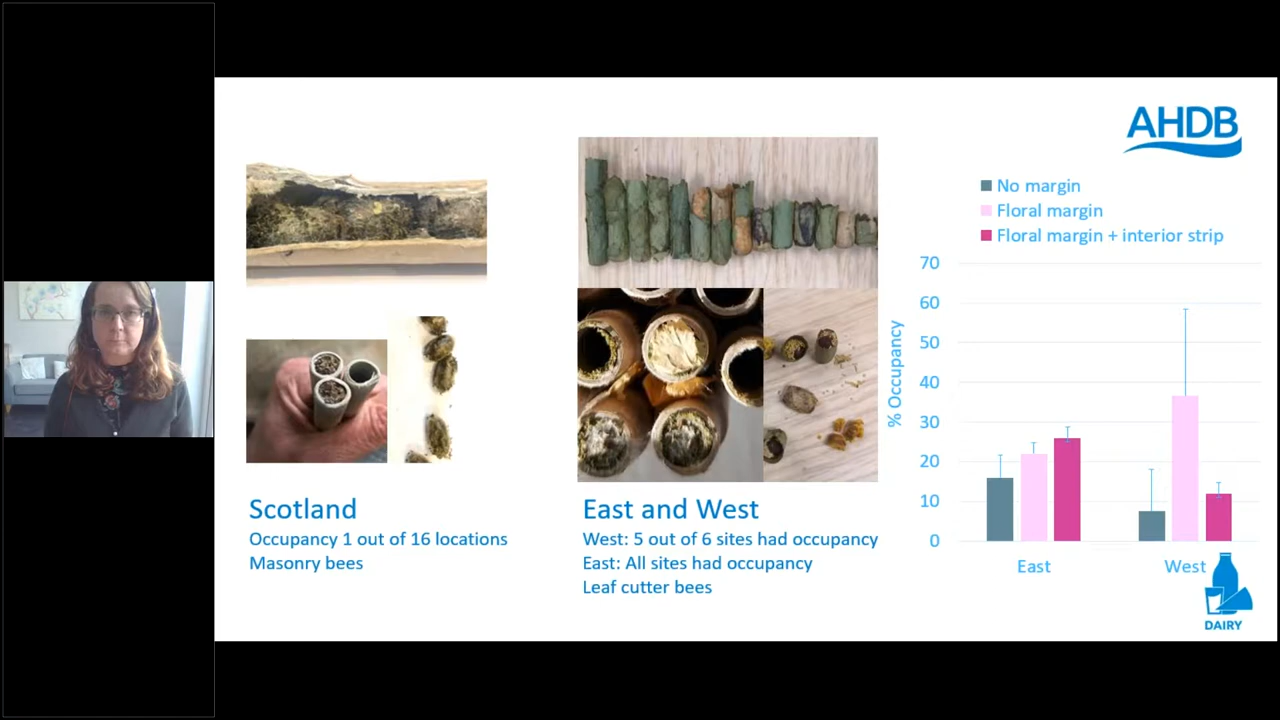 AHDB
No margin
Floral margin
Floral margin + interior strip
70
60
50
40
30
20
10
0
% Occupancy
East
West
Scotland
Occupancy 1 out of 16 locations
Masonry bees
East and West
West: 5 out of 6 sites had occupancy
East: All sites had occupancy
Leaf cutter bees
DAIRY